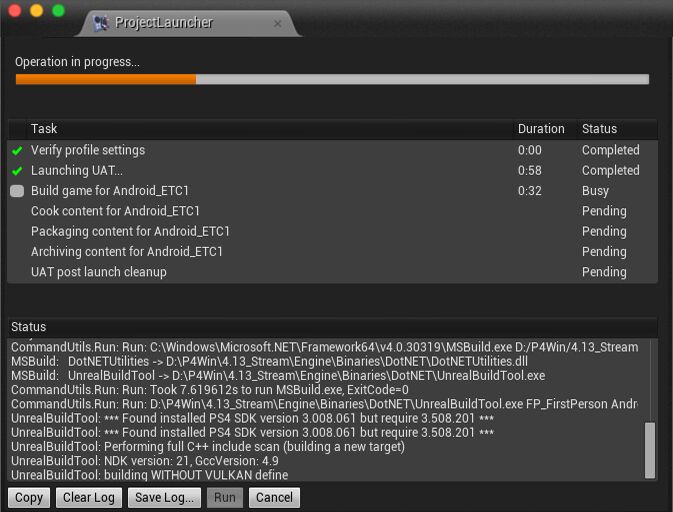 ProjectLauncher
Operation in progress...
Task Duration Status
Verify profile settings 0:00 Completed
Launching UAT... 0:58 Completed
Build game for Android_ETC1 0:32 Busy
Cook content for Android_ETC1 Pending
Packaging content for Android_ETC1 Pending
Archiving content for Android_ETC1 Pending
UAT post launch cleanup Pending
Status
CommandUtils.Run: Run: C:\Windows\Microsoft.NET\Framework64\v4.0.30319\MSBuild.exe D:/P4Win/4.13_Stream
MSBuild: DotNETUtilities -> D:\P4Win\4.13_Stream\Engine\Binaries\DotNET\DotNETUtilities.dll
MSBuild: UnrealBuildTool -> D:\P4Win\4.13_Stream\Engine\Binaries\DotNET\UnrealBuildTool.exe
CommandUtils.Run: Run: Took 7.619612s to run MSBuild.exe, ExitCode=0
CommandUtils.Run: Run: D:\P4Win\4.13_Stream\Engine\Binaries\DotNET\UnrealBuildTool.exe FP_FirstPerson Andr
UnrealBuildTool: *** Found installed PS4 SDK version 3.008.061 but require 3.508.201 ***
UnrealBuildTool: *** Found installed PS4 SDK version 3.008.061 but require 3.508.201 ***
UnrealBuildTool: Performing full C++ include scan (building a new target)
UnrealBuildTool: NDK version: 21, GccVersion: 4.9
UnrealBuildTool: building WITHOUT VULKAN define
Copy Clear Log Save Log... Run Cancel